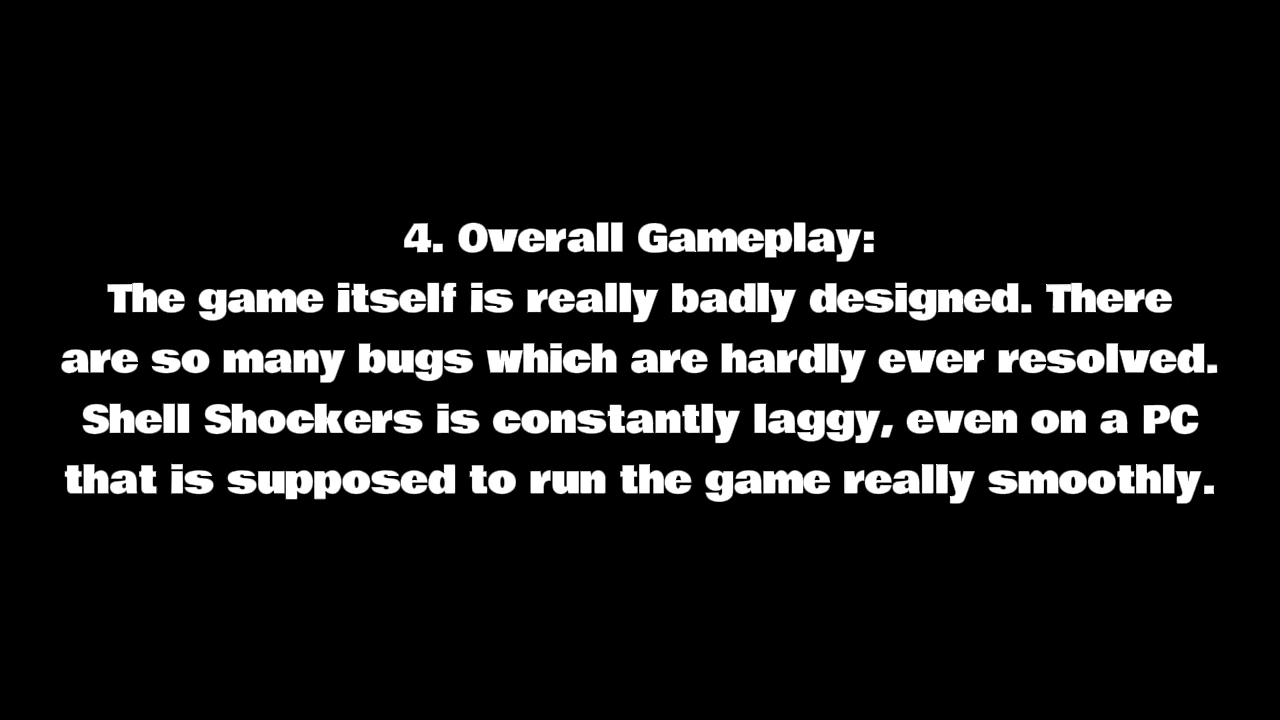 4. Overall Gameplay:
The game itself is really badly designed. There
are so many bugs which are hardly ever resolved.
Shell Shockers is constantly laggy, even on a PC
that is supposed to run the game really smoothly.